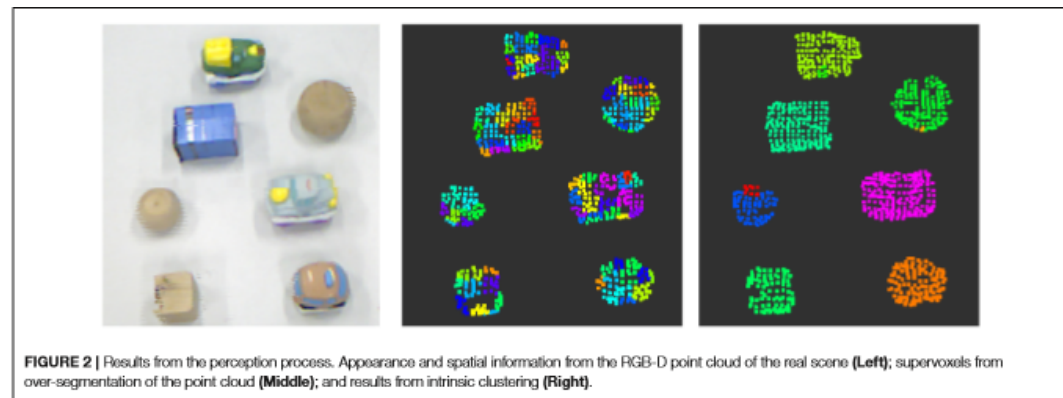 FIGURE 2 | Results from the perception process. Appearance and spatial information from the RGB-D point cloud of the real scene (Left); supervoxels from
over-segmentation of the point cloud (Middle); and results from intrinsic clustering (Right).